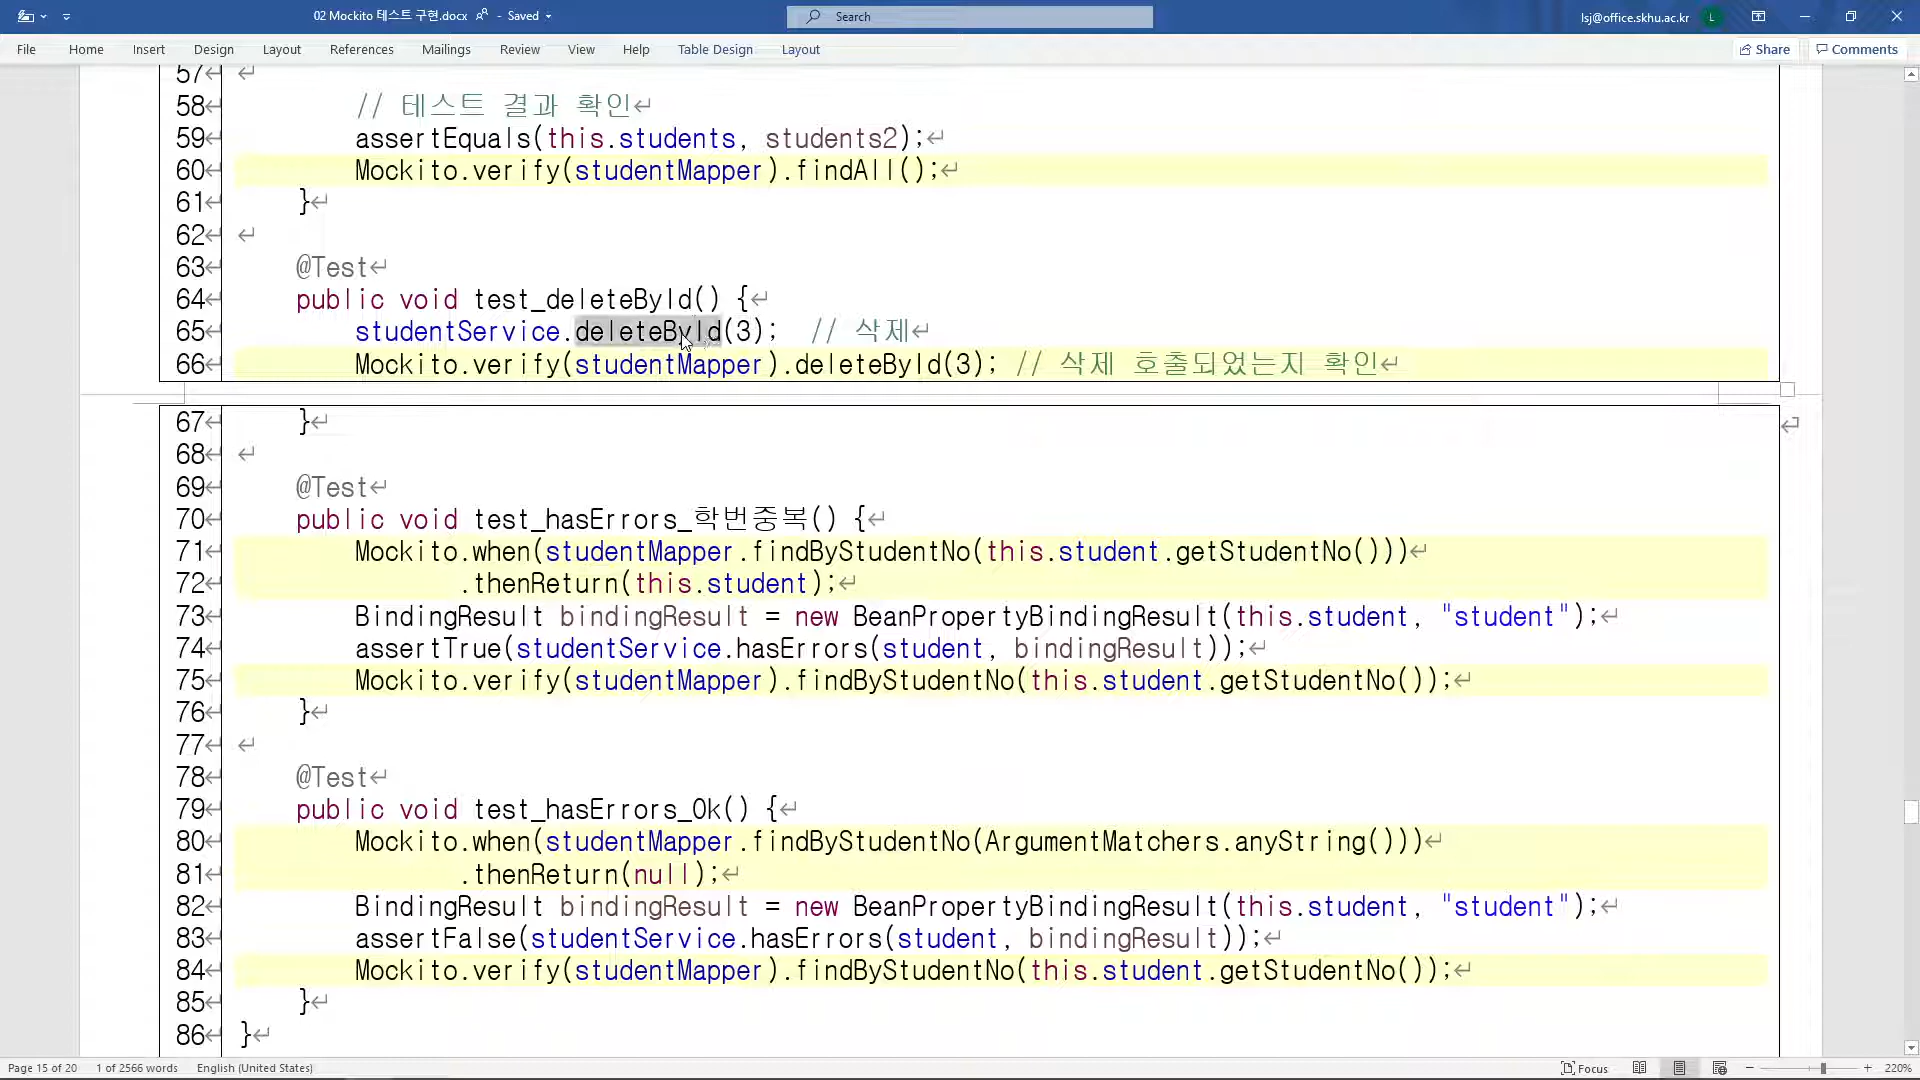 02 Mockito 테스트 구현.docx - Saved
Search
lsj@office.skhu.ac.kr L
File Home Insert Design Layout References Mailings Review View Help Table Design Layout
Share Comments
57
58 // 테스트 결과 확인
59 assertEquals(this.students, students2);
60 Mockito.verify(studentMapper).findAll();
61 }
62
63 @Test
64 public void test_deleteById() {
65 studentService.deleteById(3); // 삭제
66 Mockito.verify(studentMapper).deleteById(3); // 삭제 호출되었는지 확인
67 }
68
69 @Test
70 public void test_hasErrors_학번중복() {
71 Mockito.when(studentMapper.findByStudentNo(this.student.getStudentNo()))
72 .thenReturn(this.student);
73 BindingResult bindingResult = new BeanPropertyBindingResult(this.student, "student");
74 assertTrue(studentService.hasErrors(student, bindingResult));
75 Mockito.verify(studentMapper).findByStudentNo(this.student.getStudentNo());
76 }
77
78 @Test
79 public void test_hasErrors_Ok() {
80 Mockito.when(studentMapper.findByStudentNo(ArgumentMatchers.anyString()))
81 .thenReturn(null);
82 BindingResult bindingResult = new BeanPropertyBindingResult(this.student, "student");
83 assertFalse(studentService.hasErrors(student, bindingResult));
84 Mockito.verify(studentMapper).findByStudentNo(this.student.getStudentNo());
85 }
86 }
Page 15 of 20 1 of 2566 words English (United States) Focus 220%